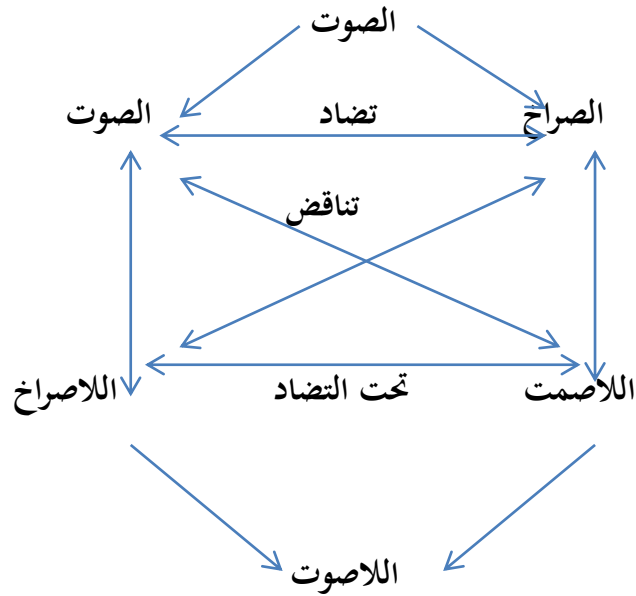 الصوت
الصراخ تضاد الصوت
تناقض
اللاصمت تحت التضاد اللاصراخ
اللاصوت